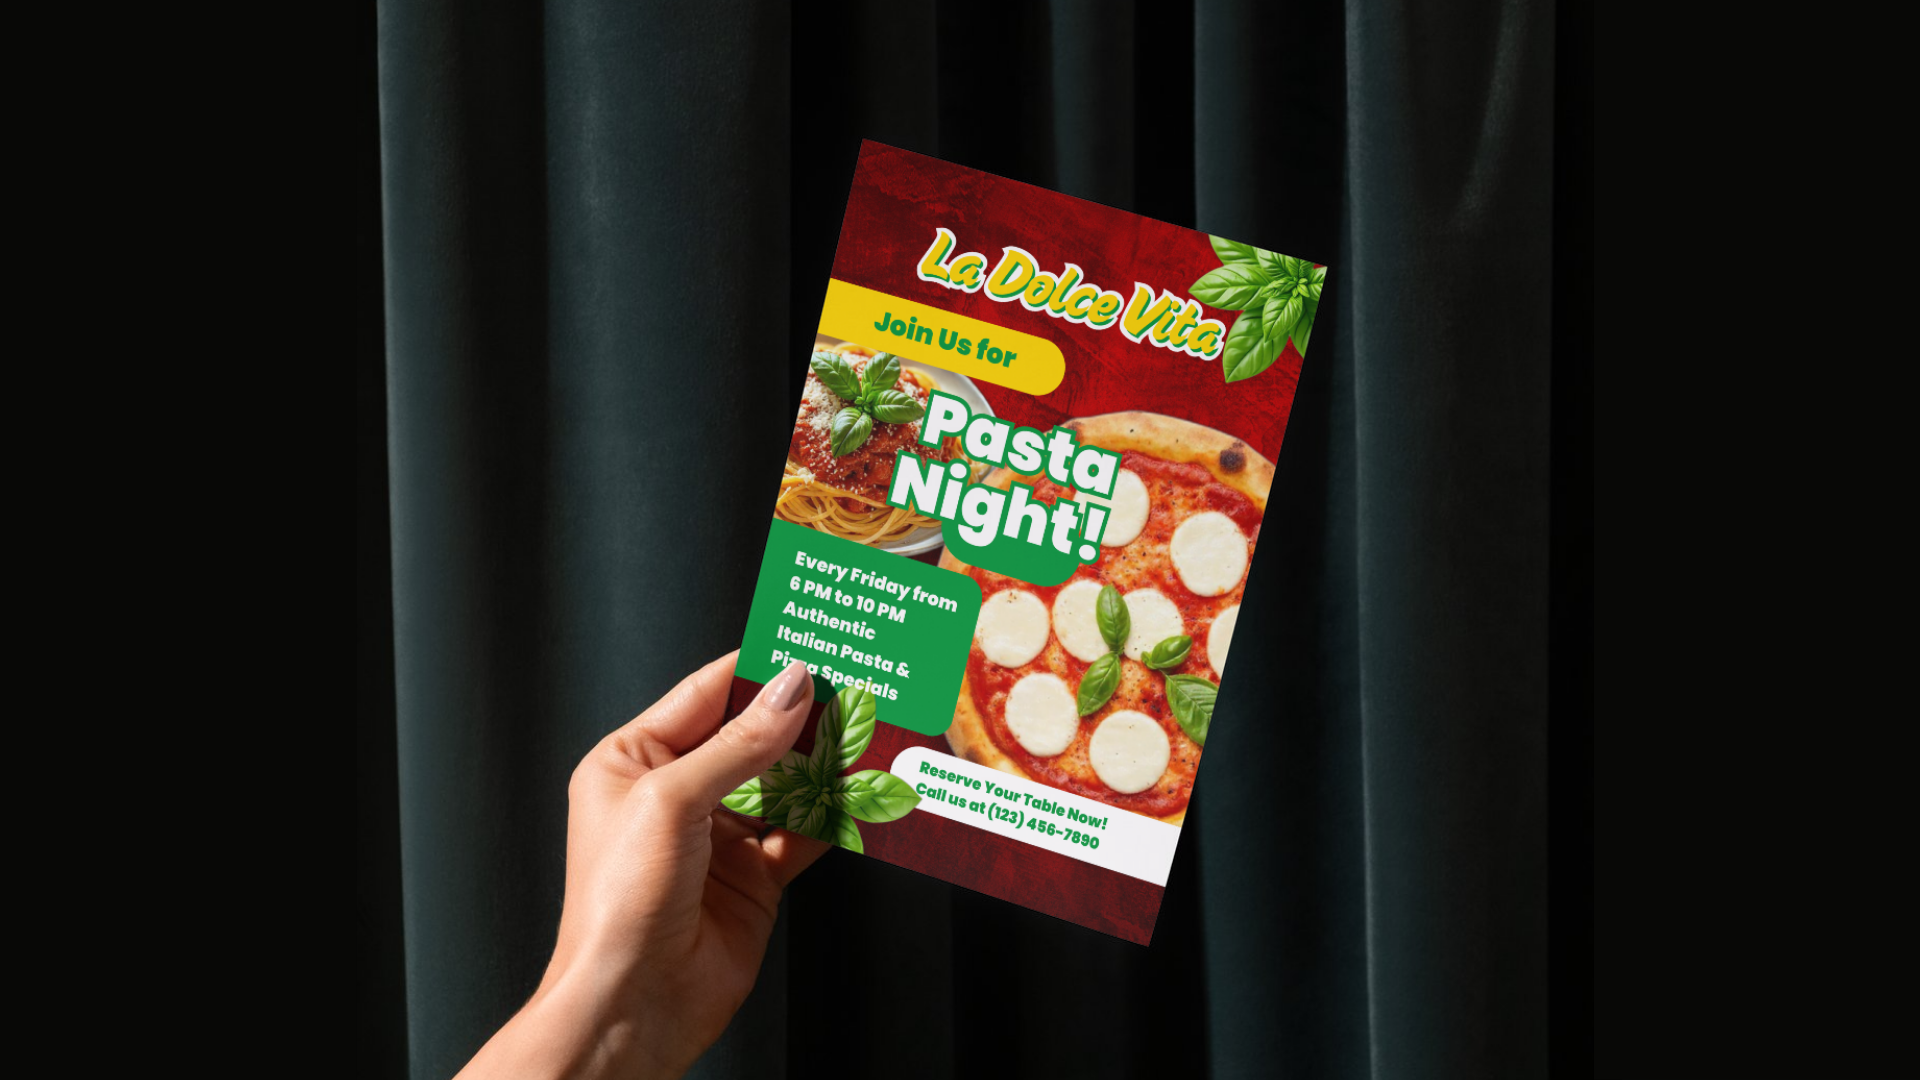 La Dolce Vita
Join Us for
Pasta
Night!
Every Friday from
6 PM to 10 PM
Authentic
Italian Pasta &
Pizza Specials
Reserve Your Table Now!
Call us at (123) 456-7890